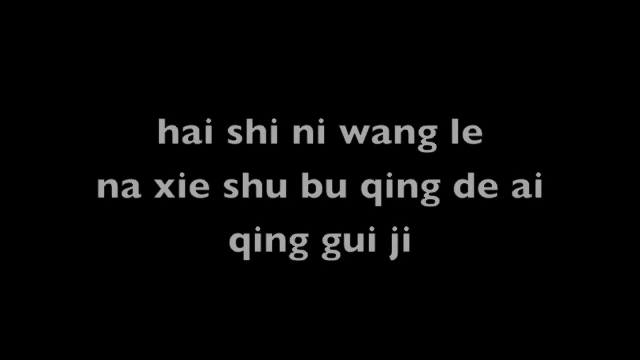 hai shi ni wang le
na xie shu bu qing de ai
qing gui ji